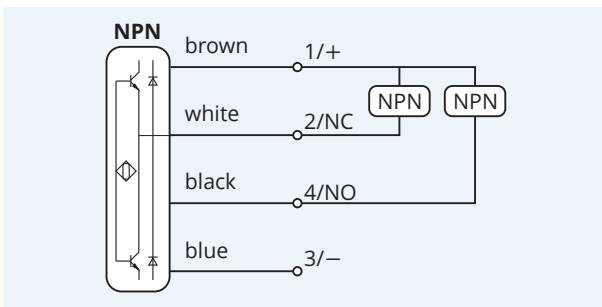 NPN
brown 1/+
NPN NPN
white 2/NC
black 4/NO
blue 3/−